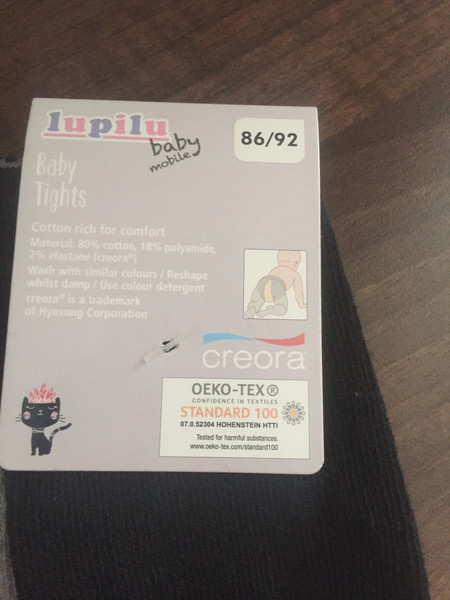 lupilu
baby
mobile
86/92
Baby
Tights
Cotton rich for comfort
Material: 80% cotton, 18% polyamide,
2% elastane (creora®)
Wash with similar colours / Reshape
whilst damp / Use colour detergent
creora® is a trademark
of Hyosung Corporation
creora
OEKO-TEX®
CONFIDENCE IN TEXTILES
STANDARD 100
07.0.52304 HOHENSTEIN HTTI
Tested for harmful substances.
www.oeko-tex.com/standard100